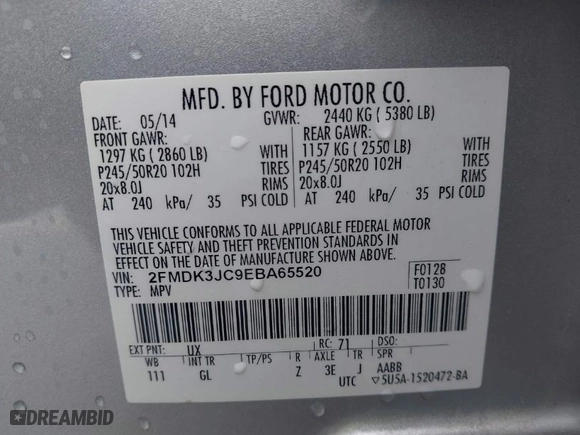 MFD. BY FORD MOTOR CO.
DATE: 05/14 GVWR: 2440 KG ( 5380 LB)
FRONT GAWR: REAR GAWR:
1297 KG ( 2860 LB) WITH 1157 KG ( 2550 LB) WITH
P245/50R20 102H TIRES P245/50R20 102H TIRES
20x8.0J RIMS 20x8.0J RIMS
AT 240 kPa/ 35 PSI COLD AT 240 kPa/ 35 PSI COLD
THIS VEHICLE CONFORMS TO ALL APPLICABLE FEDERAL MOTOR
VEHICLE SAFETY AND THEFT PREVENTION STANDARDS IN
EFFECT ON THE DATE OF MANUFACTURE SHOWN ABOVE.
VIN: 2FMDK3JC9EBA65520 F0128
TYPE: MPV T0130
EXT PNT: UX RC: 71 DSO:
WB INT TR TP/PS R AXLE TR SPR
111 GL Z 3E J AABB
UTC 5U5A-1520472-BA
DREAMBID